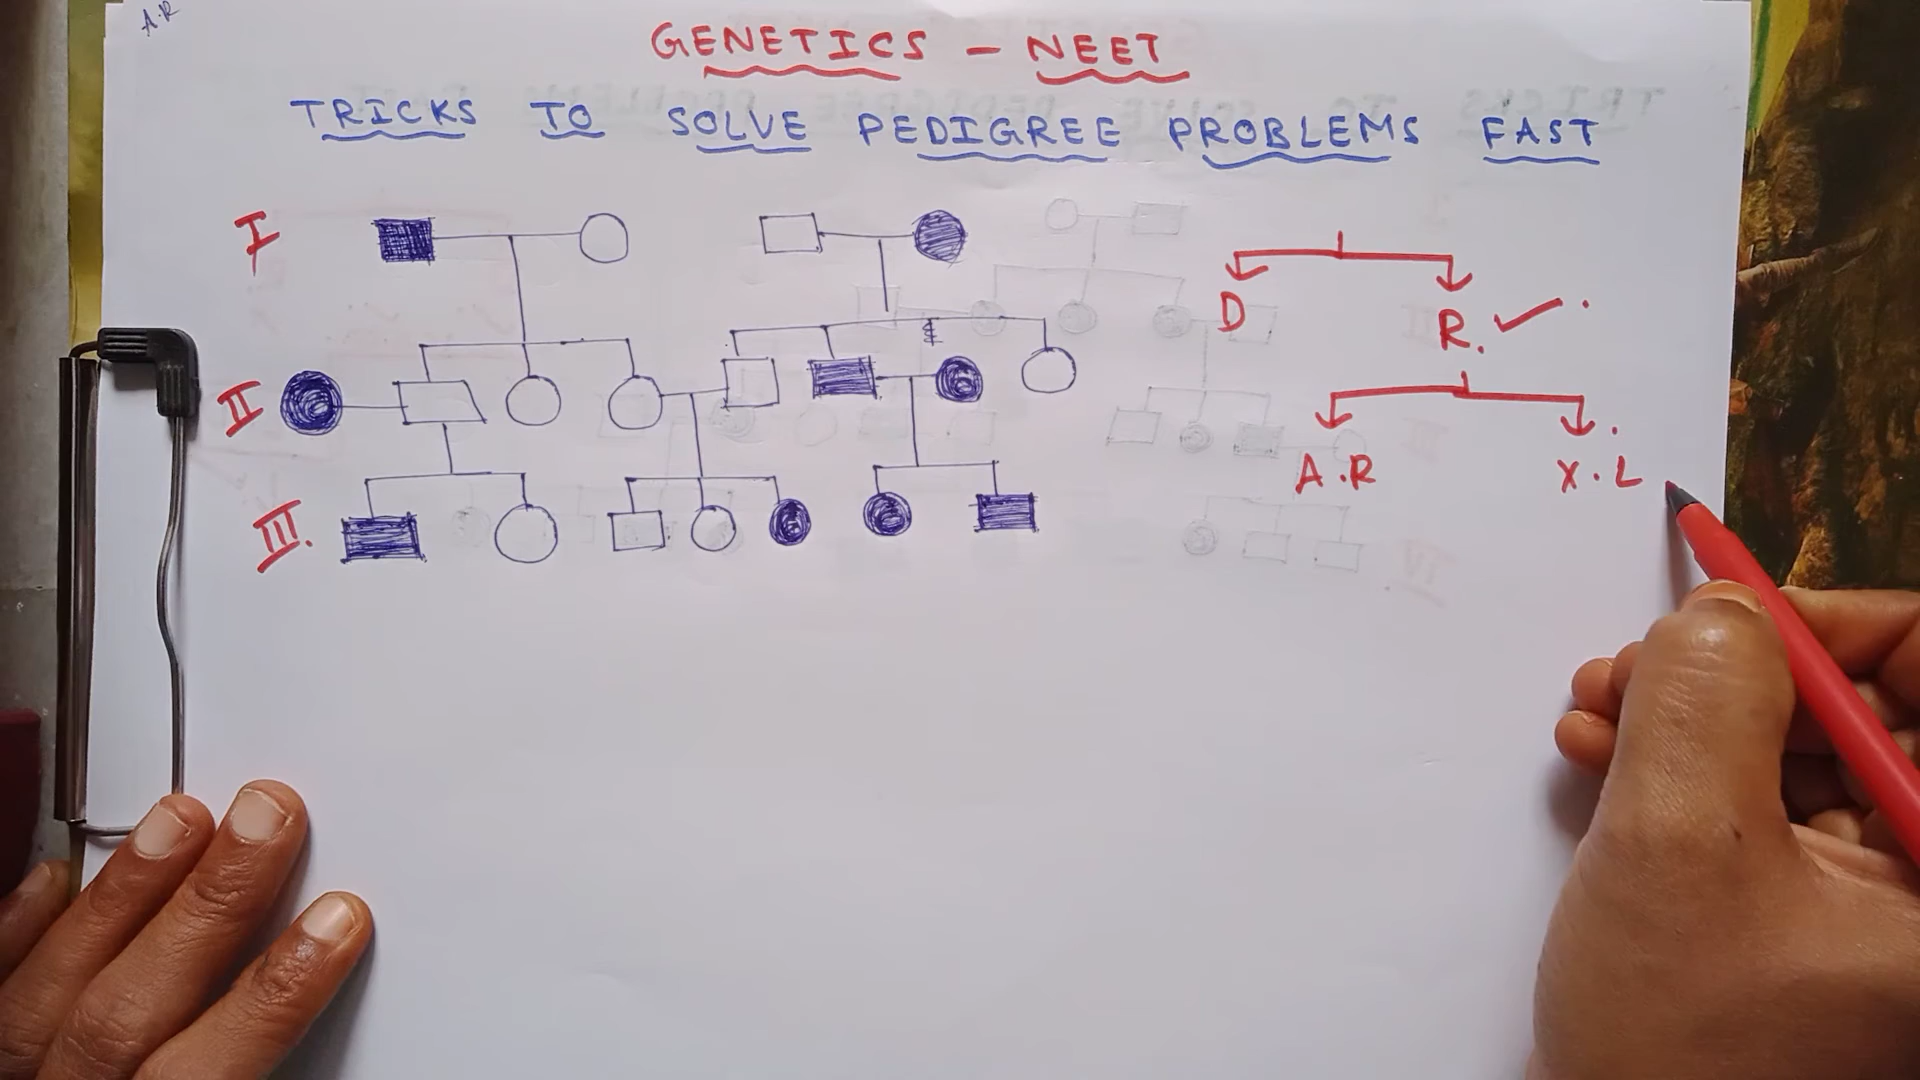 A.R
GENETICS - NEET
TRICKS TO SOLVE PEDIGREE PROBLEMS FAST
I
D
R.
II
A.R
X.L
III.